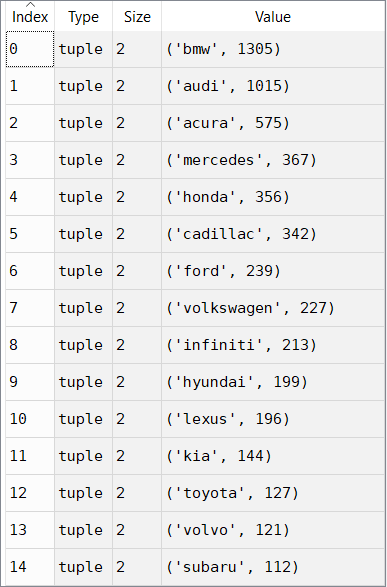 Index Type Size Value
0 tuple 2 ('bmw', 1305)
1 tuple 2 ('audi', 1015)
2 tuple 2 ('acura', 575)
3 tuple 2 ('mercedes', 367)
4 tuple 2 ('honda', 356)
5 tuple 2 ('cadillac', 342)
6 tuple 2 ('ford', 239)
7 tuple 2 ('volkswagen', 227)
8 tuple 2 ('infiniti', 213)
9 tuple 2 ('hyundai', 199)
10 tuple 2 ('lexus', 196)
11 tuple 2 ('kia', 144)
12 tuple 2 ('toyota', 127)
13 tuple 2 ('volvo', 121)
14 tuple 2 ('subaru', 112)